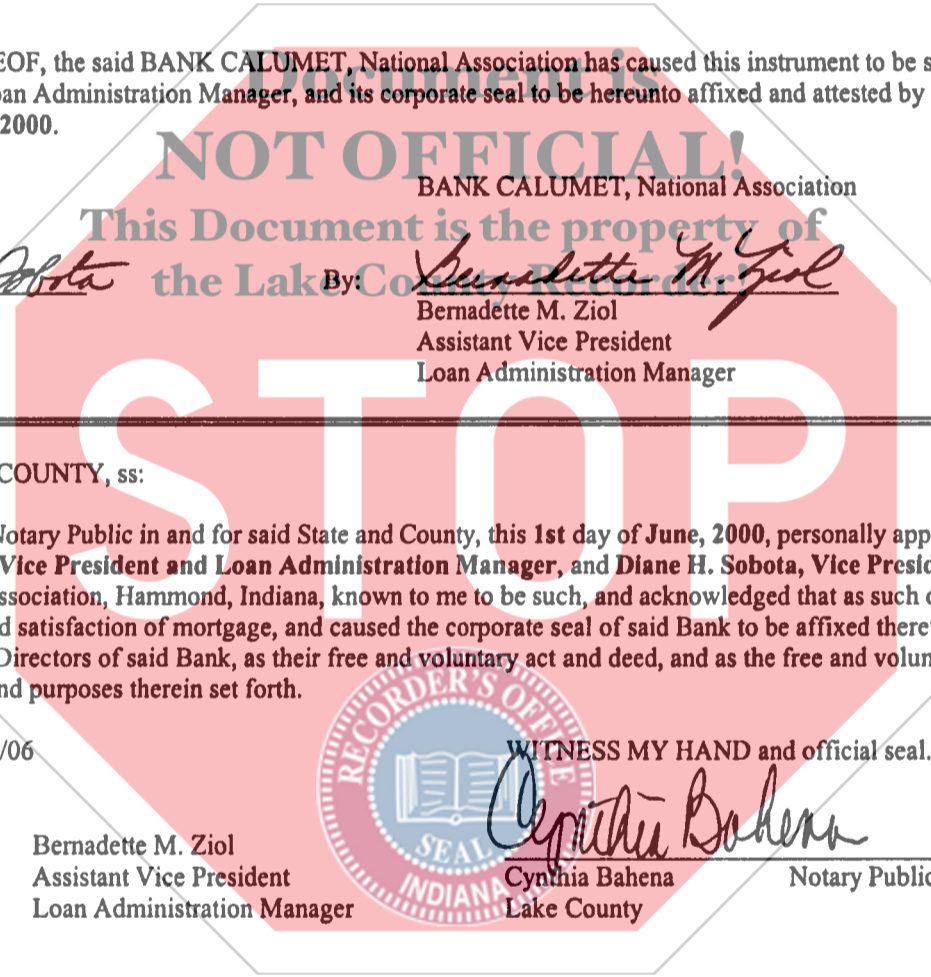 EOF, the said BANK CALUMET, National Association has caused this instrument to be s
oan Administration Manager, and its corporate seal to be hereunto affixed and attested by
2000.
Document is
NOT OFFICIAL!
This Document is the property of
the Lake County Recorder!
STOP
BANK CALUMET, National Association
Sobota By: Bernadette M. Ziol
Bernadette M. Ziol
Assistant Vice President
Loan Administration Manager
COUNTY, ss:
Notary Public in and for said State and County, this 1st day of June, 2000, personally app
Vice President and Loan Administration Manager, and Diane H. Sobota, Vice Presid
ssociation, Hammond, Indiana, known to me to be such, and acknowledged that as such o
d satisfaction of mortgage, and caused the corporate seal of said Bank to be affixed there
Directors of said Bank, as their free and voluntary act and deed, and as the free and volun
nd purposes therein set forth.
/06 WITNESS MY HAND and official seal.
RECORDER'S OFFICE
SEAL
INDIANA
Cynthia Bahena
Bernadette M. Ziol
Assistant Vice President
Loan Administration Manager
Cynthia Bahena Notary Public
Lake County